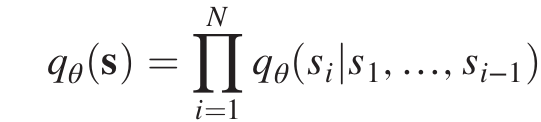 q_θ(𝐬) = ∏_{i=1}^{N} q_θ(s_i|s_1, …, s_{i−1})